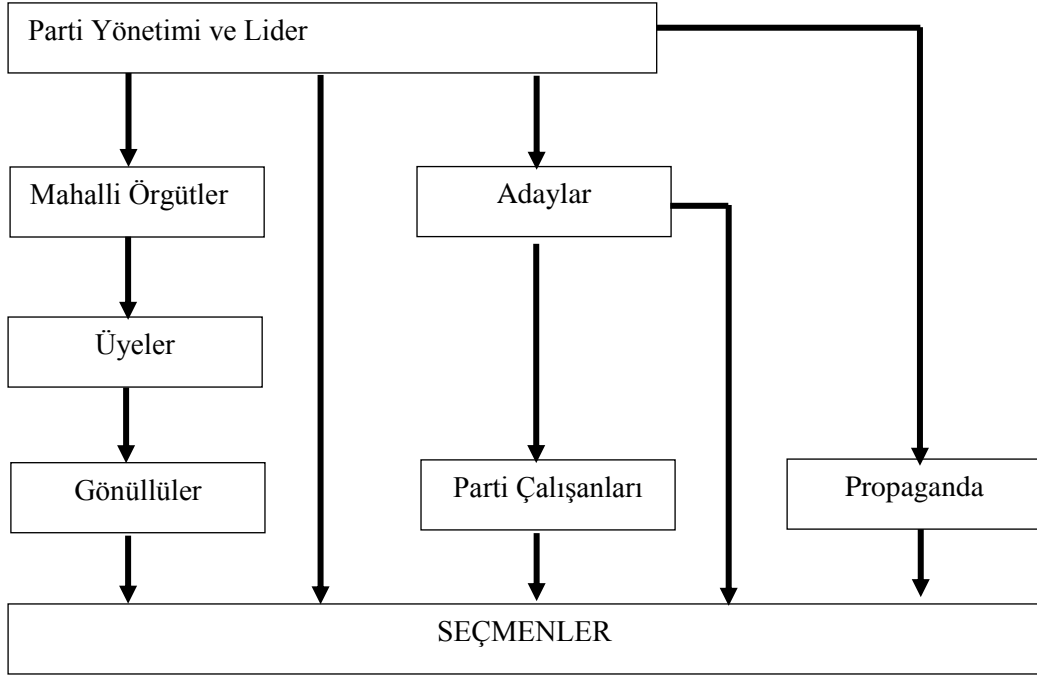 Parti Yönetimi ve Lider
Mahalli Örgütler
Adaylar
Üyeler
Gönüllüler
Parti Çalışanları
Propaganda
SEÇMENLER